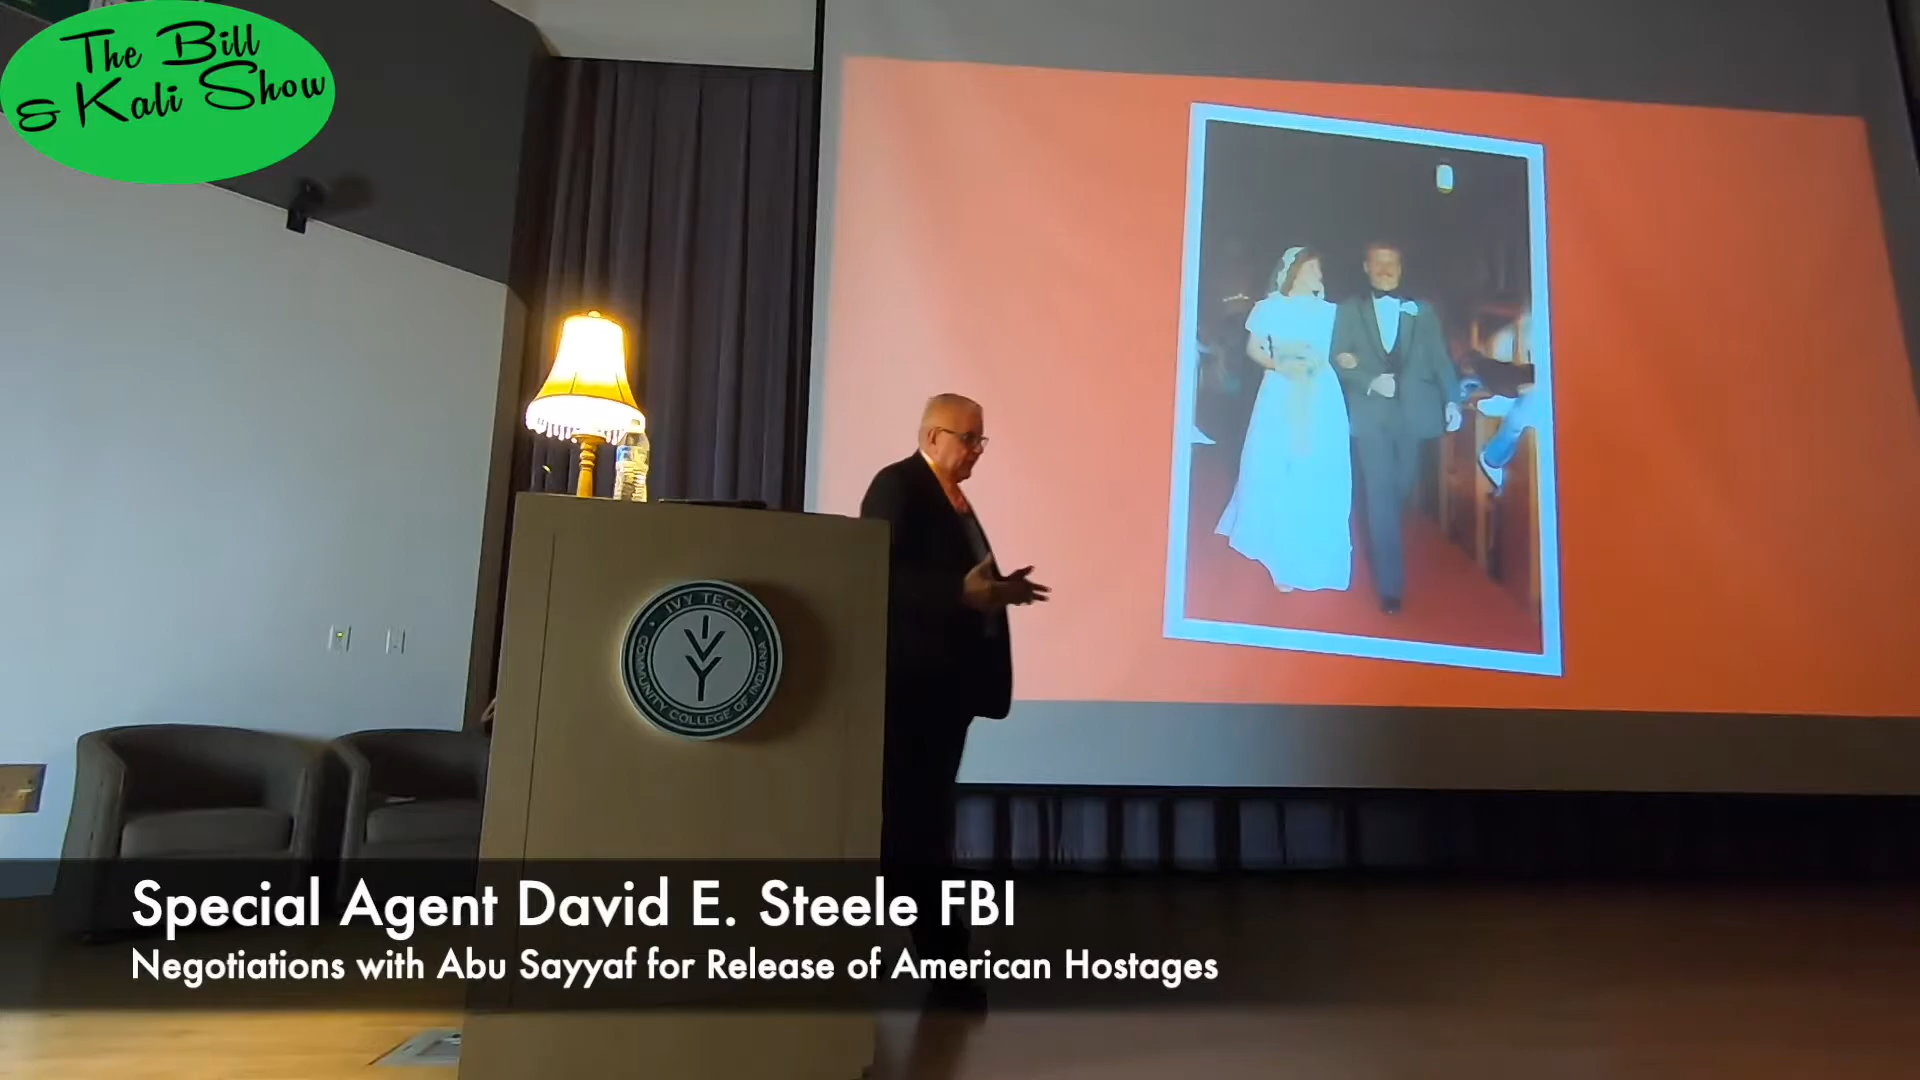 The Bill
& Kali Show
IVY TECH
COMMUNITY COLLEGE OF INDIANA
Special Agent David E. Steele FBI
Negotiations with Abu Sayyaf for Release of American Hostages